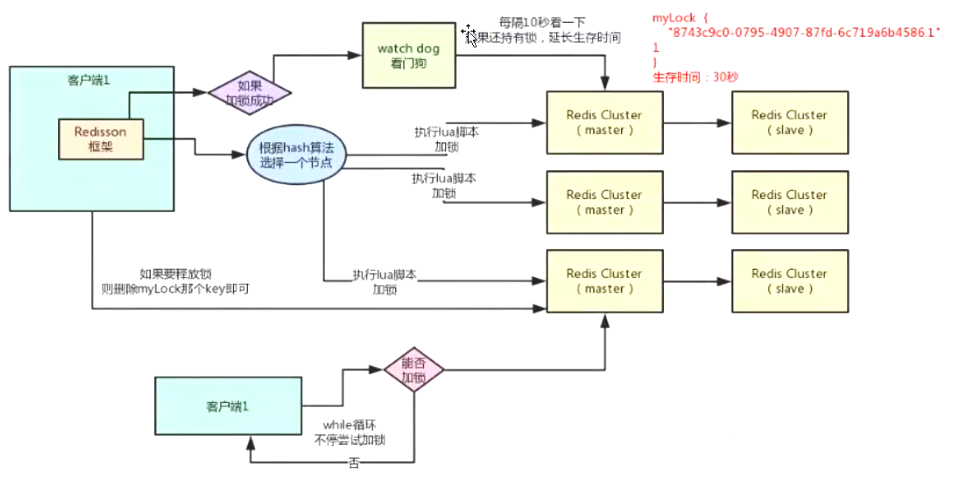 每隔10秒看一下
果还持有锁，延长生存时间
myLock {
"8743c9c0-0795-4907-87fd-6c719a6b4586.1"
1
}
生存时间：30秒
客户端1
Redisson
框架
如果
加锁成功
watch dog
看门狗
根据hash算法
选择一个节点
执行lua脚本
加锁
执行lua脚本
加锁
执行lua脚本
加锁
Redis Cluster
( master )
Redis Cluster
( slave )
Redis Cluster
( master )
Redis Cluster
( slave )
Redis Cluster
( master )
Redis Cluster
( slave )
如果要释放锁
则删除myLock那个key即可
客户端1
能否
加锁
while循环
不停尝试加锁
否